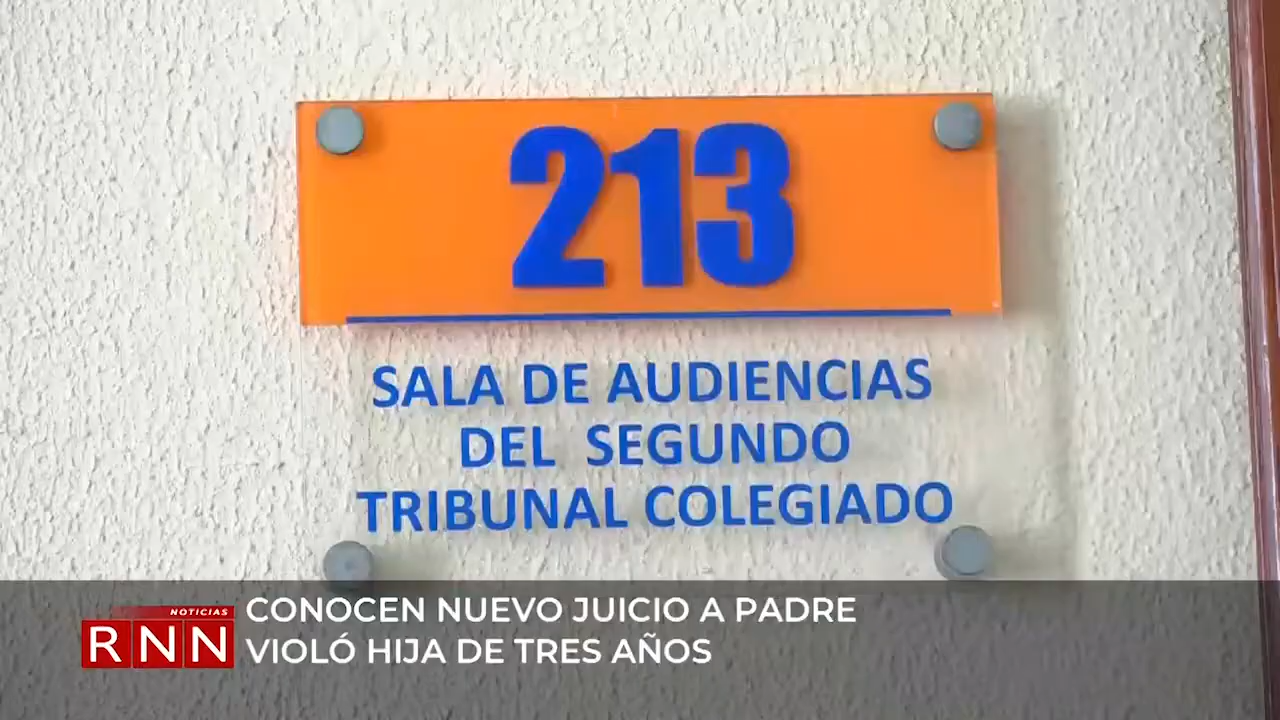 213
SALA DE AUDIENCIAS
DEL SEGUNDO
TRIBUNAL COLEGIADO
NOTICIAS
RNN
CONOCEN NUEVO JUICIO A PADRE
VIOLÓ HIJA DE TRES AÑOS